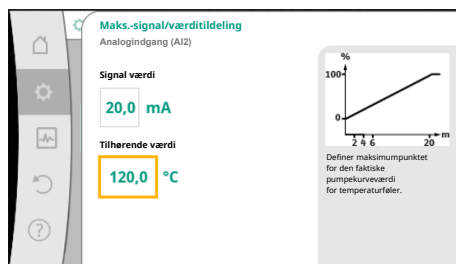 Maks.-signal/værditildeling
Analogindgang (AI2)
Signal værdi
20,0 mA
Tilhørende værdi
120,0 °C
%
100
0
2 4 6 20 m
Definer maksimumpunktet
for den faktiske
pumpekurveværdi
for temperaturføler.